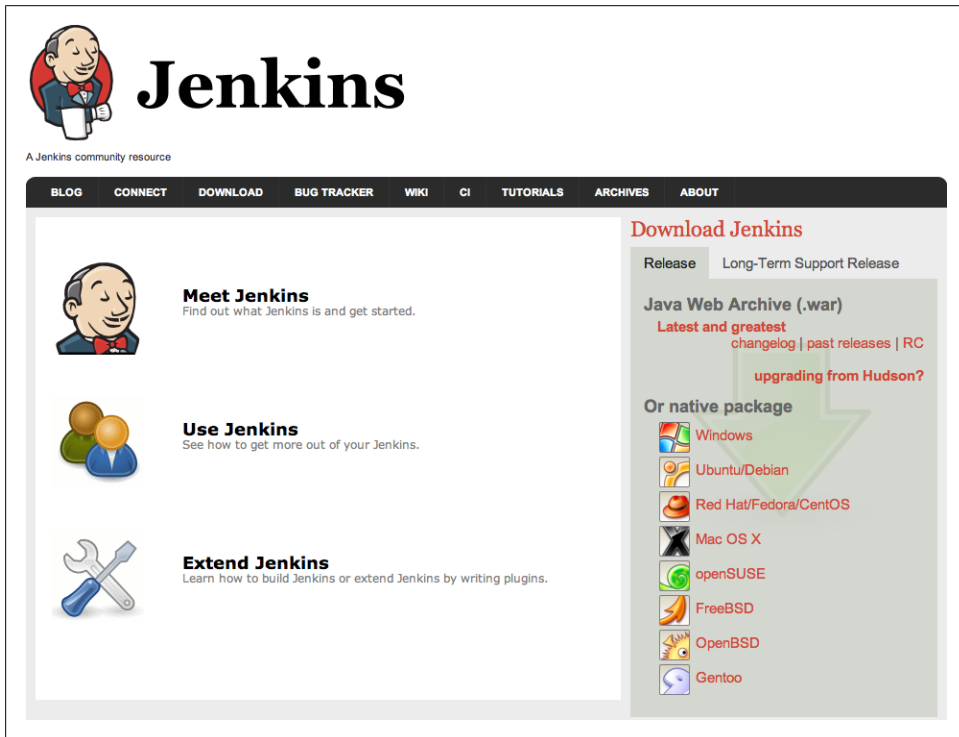 Jenkins
A Jenkins community resource
BLOG CONNECT DOWNLOAD BUG TRACKER WIKI CI TUTORIALS ARCHIVES ABOUT
Meet Jenkins
Find out what Jenkins is and get started.
Use Jenkins
See how to get more out of your Jenkins.
Extend Jenkins
Learn how to build Jenkins or extend Jenkins by writing plugins.
Download Jenkins
Release Long-Term Support Release
Java Web Archive (.war)
Latest and greatest
changelog | past releases | RC
upgrading from Hudson?
Or native package
Windows
Ubuntu/Debian
Red Hat/Fedora/CentOS
Mac OS X
openSUSE
FreeBSD
OpenBSD
Gentoo